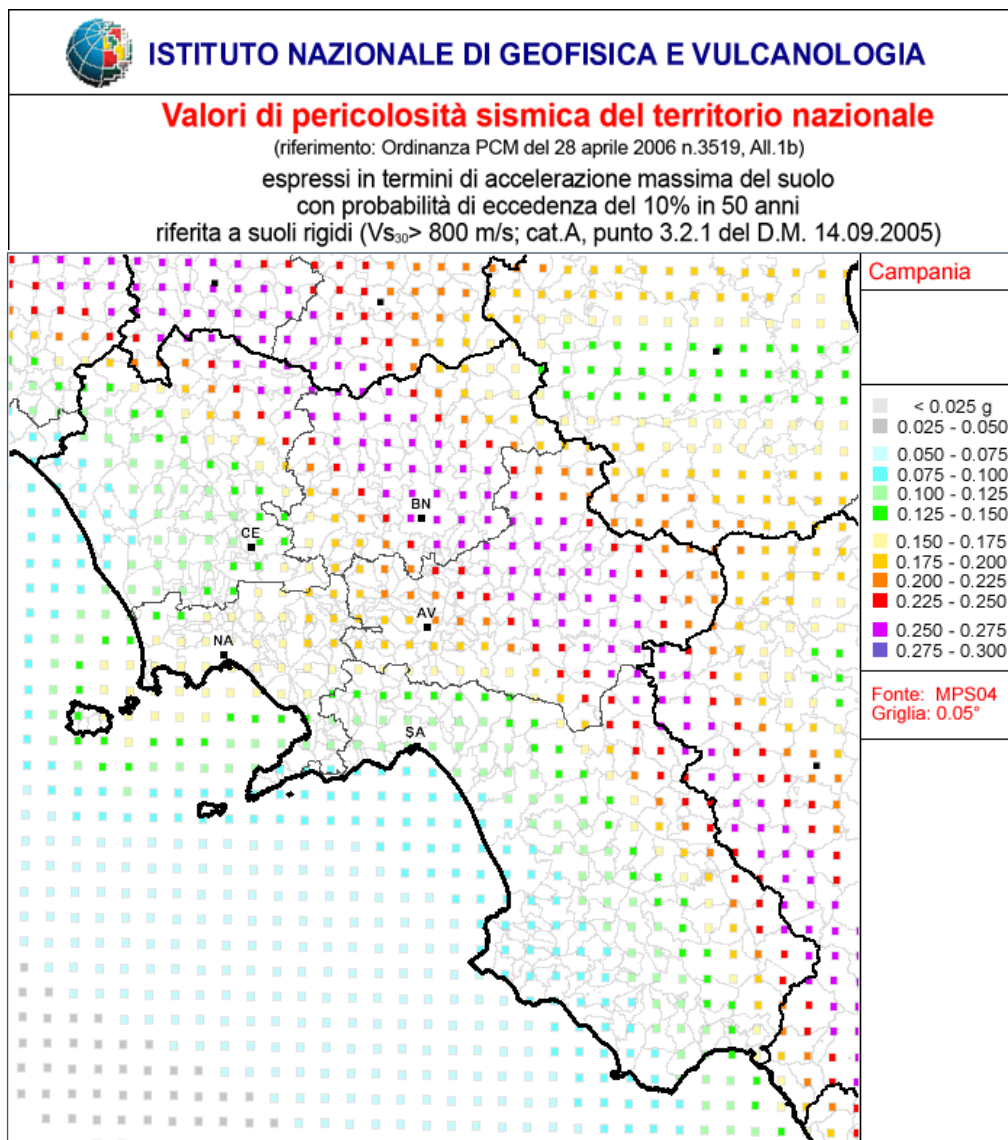 ISTITUTO NAZIONALE DI GEOFISICA E VULCANOLOGIA
Valori di pericolosità sismica del territorio nazionale
(riferimento: Ordinanza PCM del 28 aprile 2006 n.3519, All.1b)
espressi in termini di accelerazione massima del suolo
con probabilità di eccedenza del 10% in 50 anni
riferita a suoli rigidi (Vs₃₀> 800 m/s; cat.A, punto 3.2.1 del D.M. 14.09.2005)
Campania
< 0.025 g
0.025 - 0.050
0.050 - 0.075
0.075 - 0.100
0.100 - 0.125
0.125 - 0.150
0.150 - 0.175
0.175 - 0.200
0.200 - 0.225
0.225 - 0.250
0.250 - 0.275
0.275 - 0.300
Fonte: MPS04
Griglia: 0.05°
BN
CE
AV
NA
SA